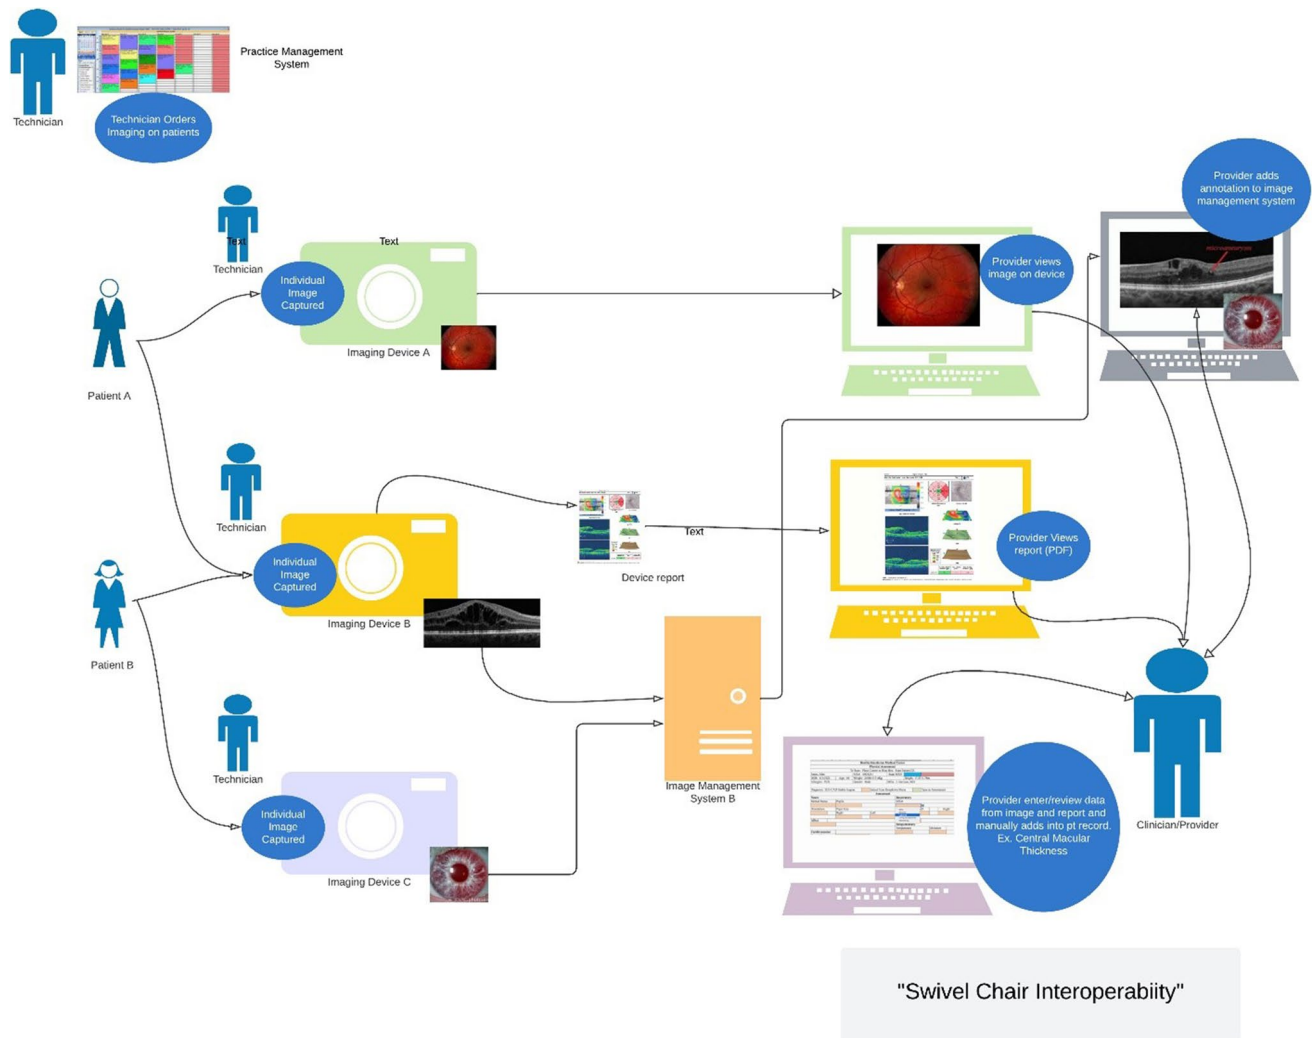 Practice Management
System
Technician
Technician Orders
Imaging on patients
Provider adds
annotation to image
management system
Text
Text
Technician
Individual
Image
Captured
Provider views
image on device
Imaging Device A
Patient A
Technician
Text
Individual
Image
Captured
Provider Views
report (PDF)
Device report
Imaging Device B
Patient B
Technician
Image Management
System B
Individual
Image
Captured
Provider enter/review data
from image and report and
manually adds into pt record.
Ex. Central Macular
Thickness
Clinician/Provider
Imaging Device C
"Swivel Chair Interoperabiity"